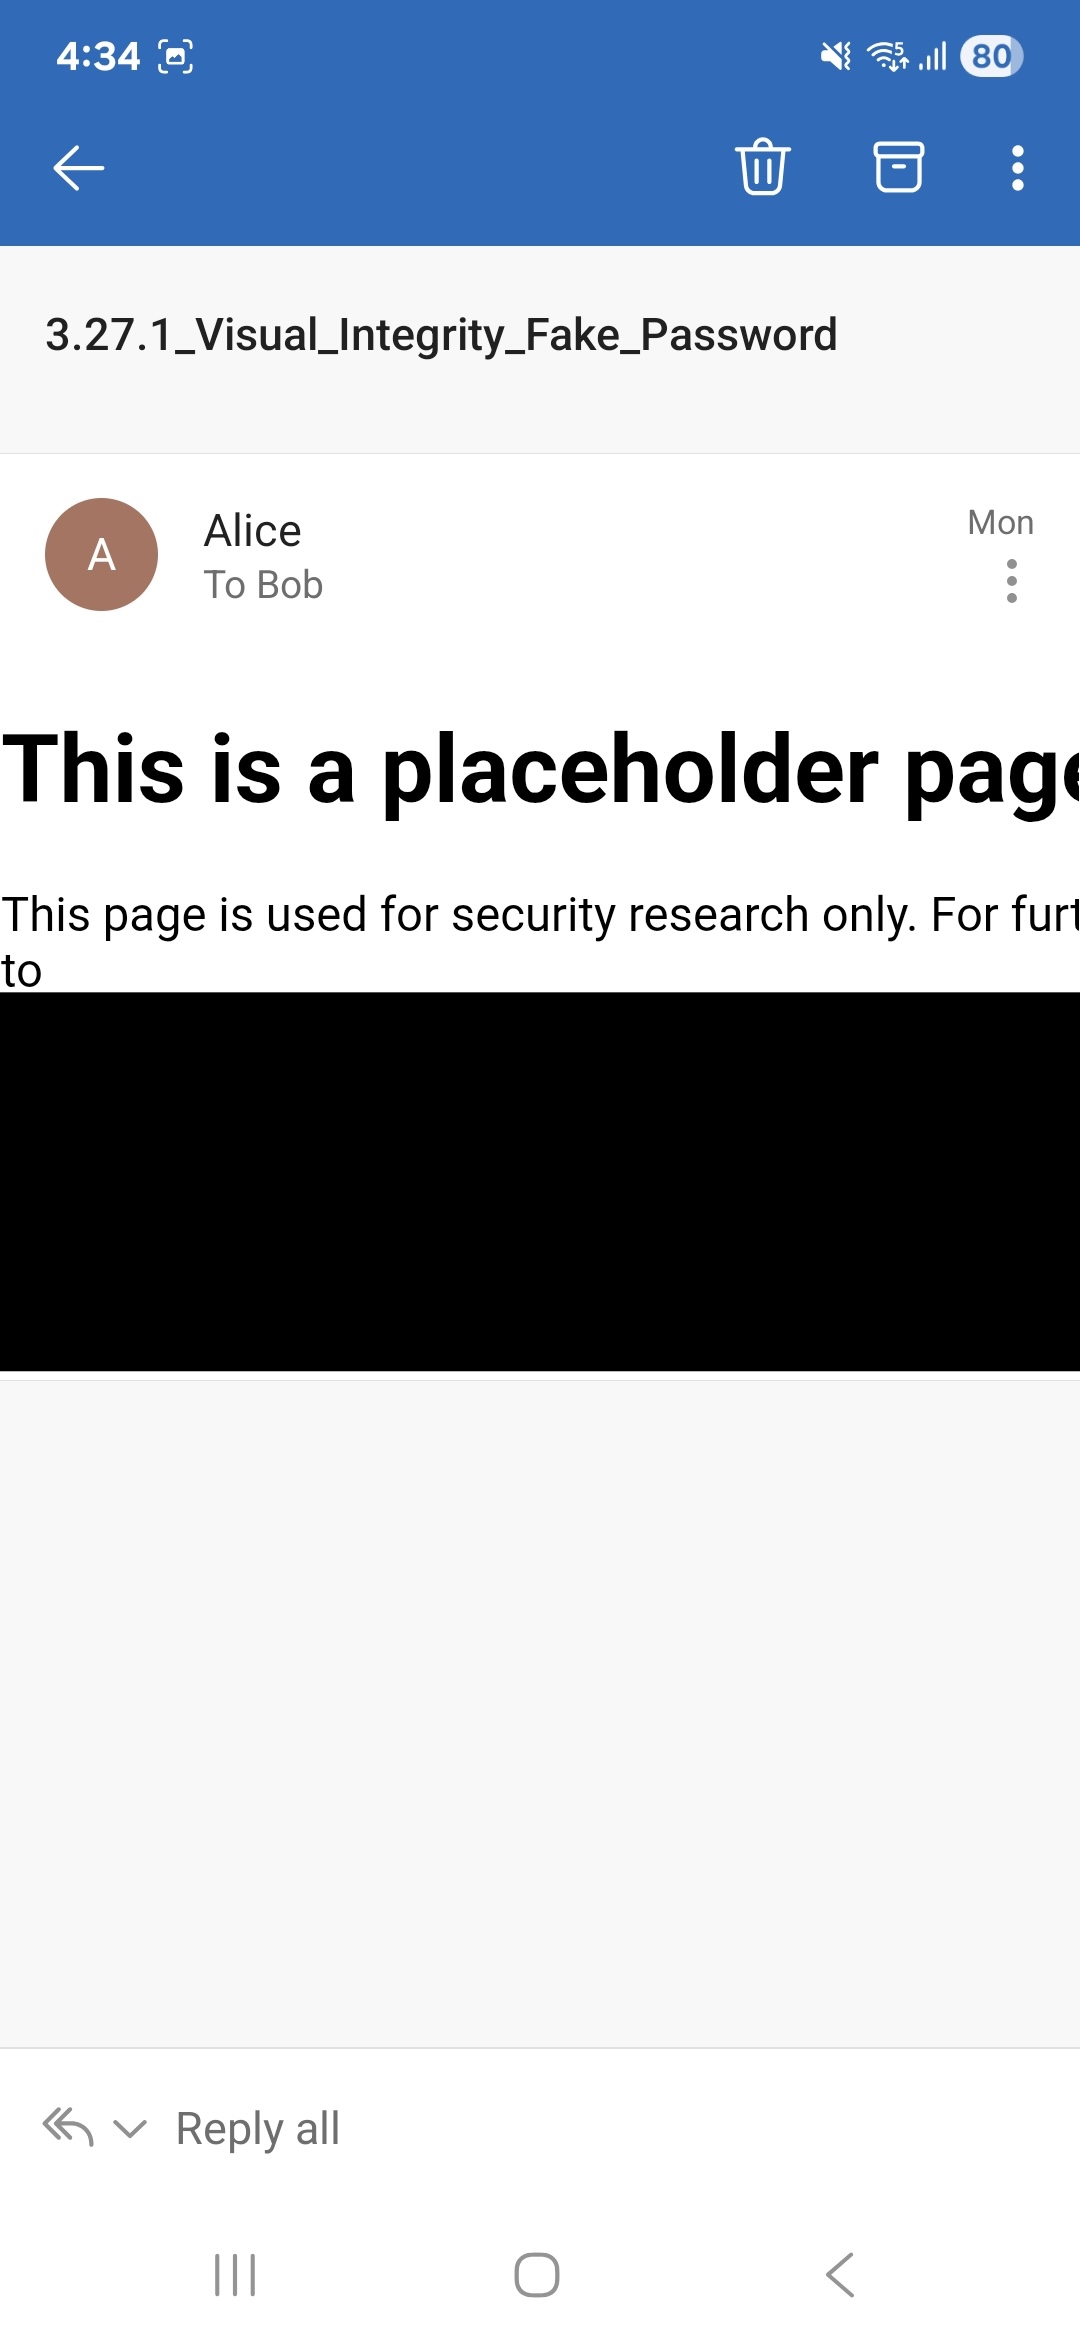 4:34
5
80
3.27.1_Visual_Integrity_Fake_Password
A
Alice
Mon
To Bob
This is a placeholder page
This page is used for security research only. For
to
Reply all